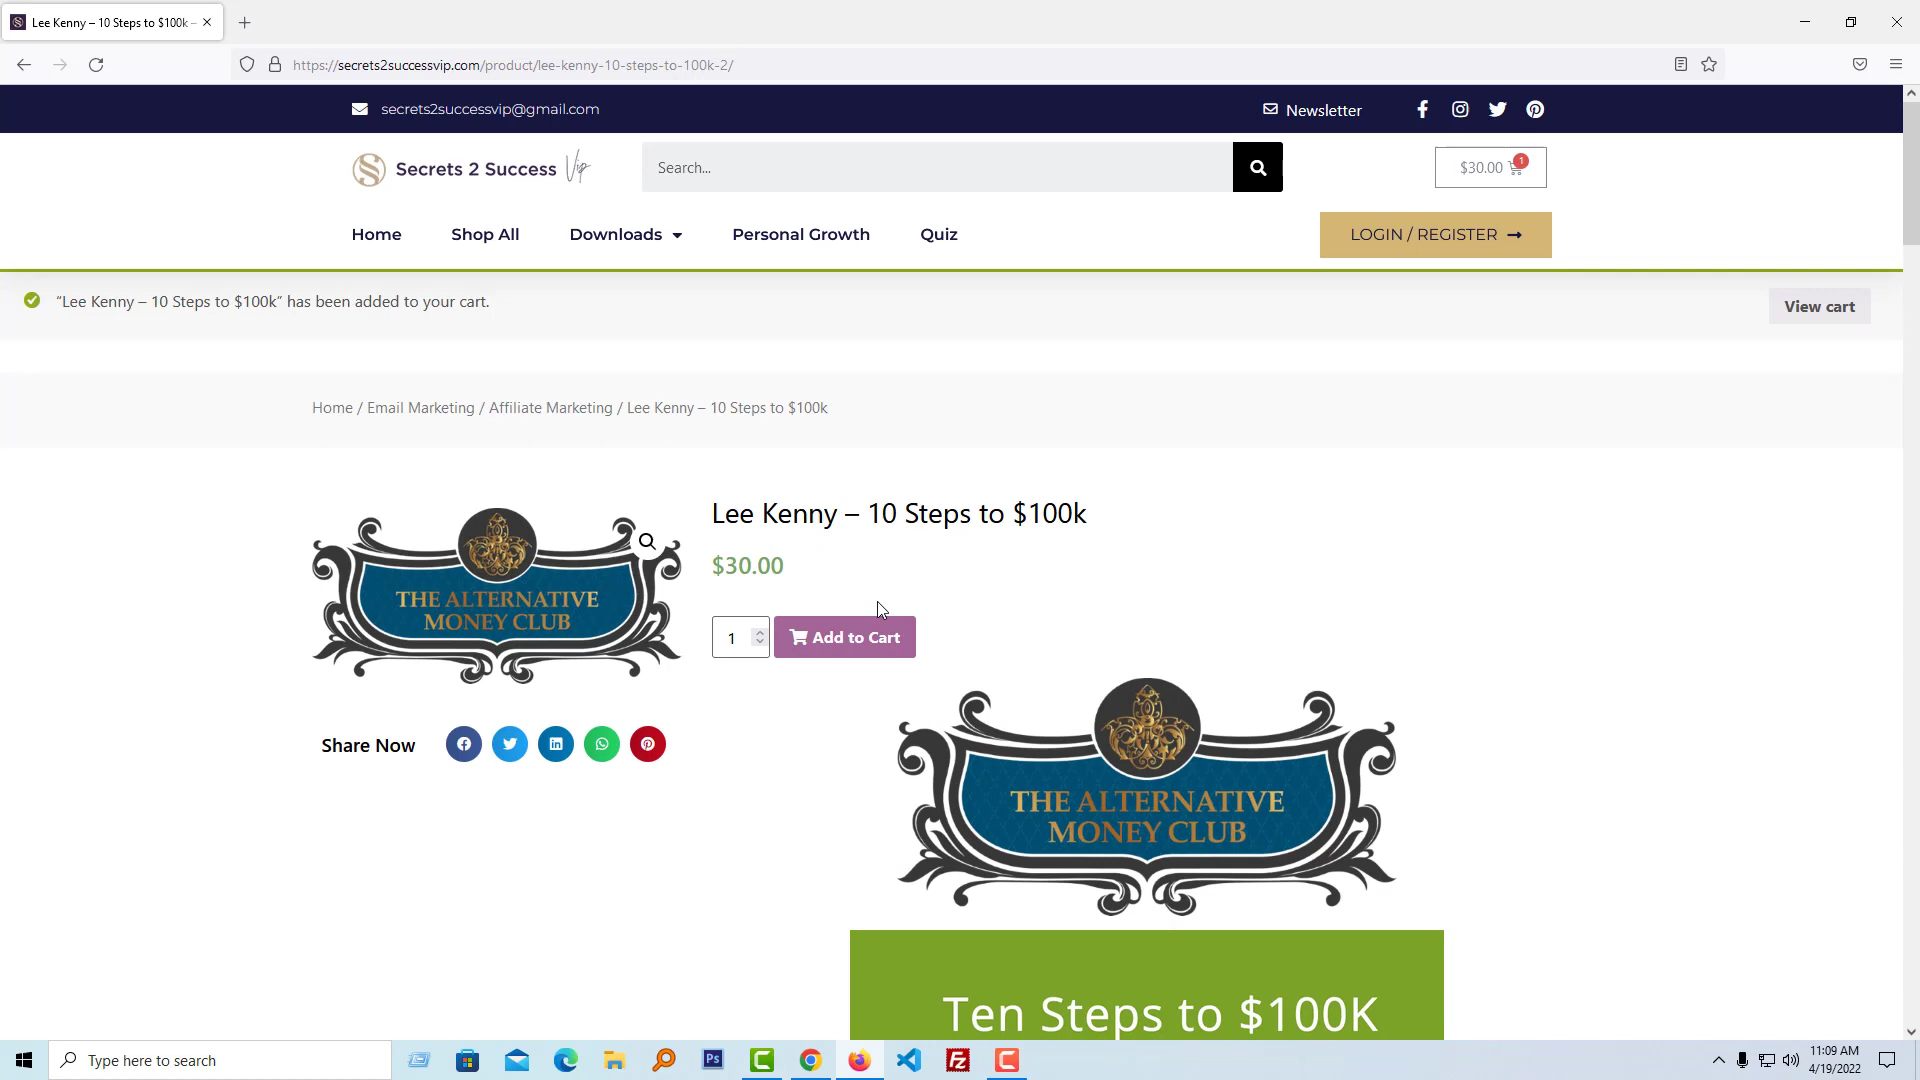 Lee Kenny – 10 Steps to $100k –
https://secrets2successvip.com/product/lee-kenny-10-steps-to-100k-2/
secrets2successvip@gmail.com
Newsletter
Secrets 2 Success Vip
Search...
$30.00
1
Home
Shop All
Downloads
Personal Growth
Quiz
LOGIN / REGISTER
“Lee Kenny – 10 Steps to $100k” has been added to your cart.
View cart
Home / Email Marketing / Affiliate Marketing / Lee Kenny – 10 Steps to $100k
Lee Kenny – 10 Steps to $100k
$30.00
THE ALTERNATIVE
MONEY CLUB
1
Add to Cart
Share Now
THE ALTERNATIVE
MONEY CLUB
Ten Steps to $100K
Type here to search
Ps
Fz
11:09 AM
4/19/2022